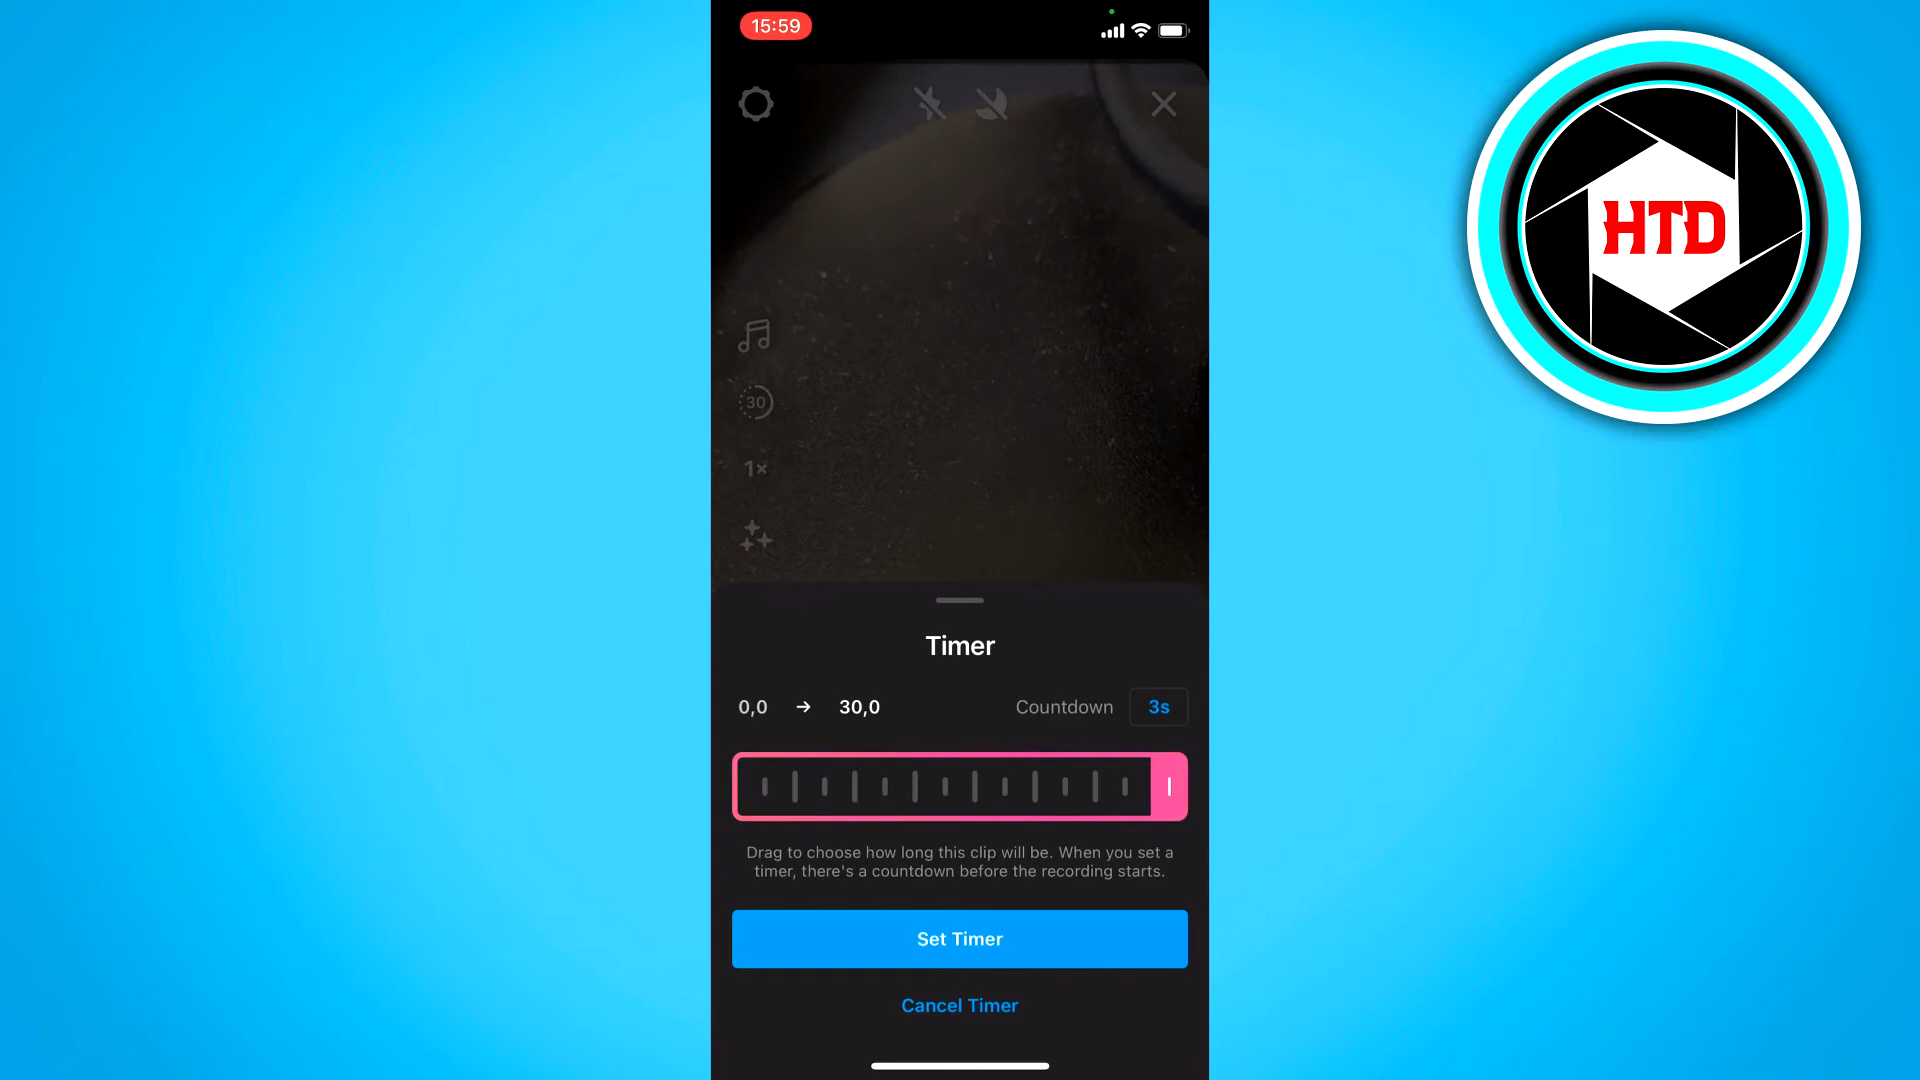 15:59
HTD
30
1×
Timer
0,0 → 30,0 Countdown 3s
Drag to choose how long this clip will be. When you set a
timer, there's a countdown before the recording starts.
Set Timer
Cancel Timer